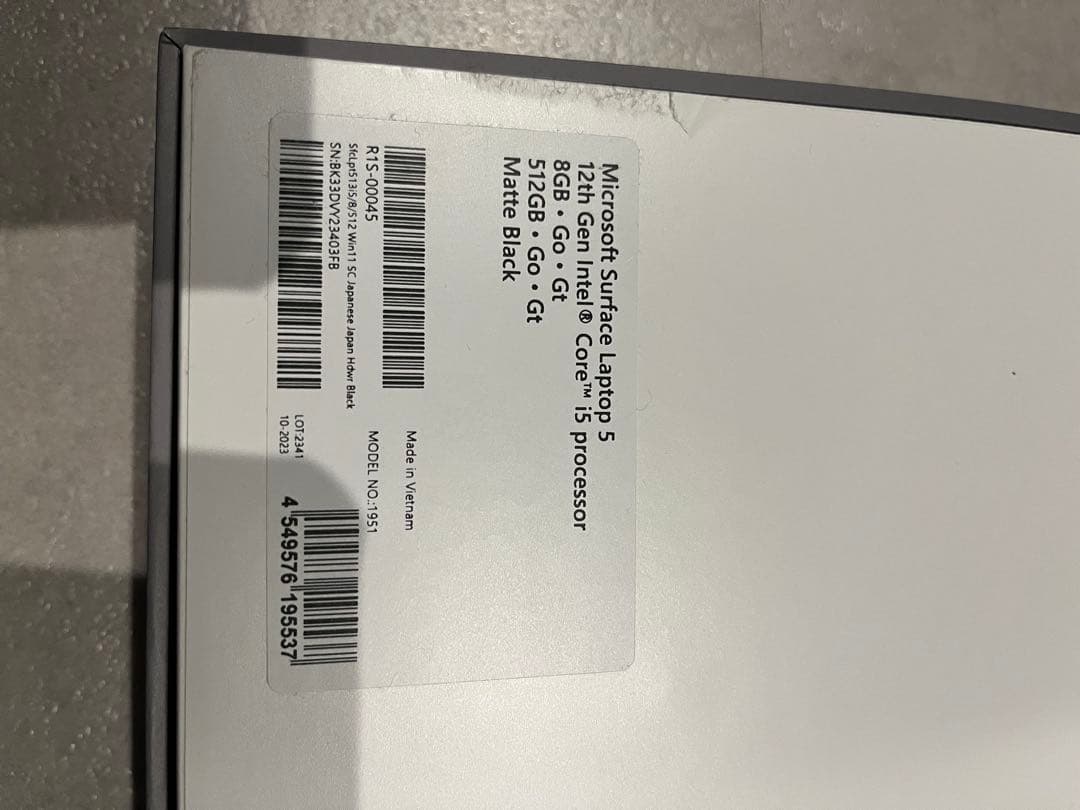 Microsoft Surface Laptop 5
12th Gen Intel® Core™ i5 processor
8GB • Go • Gt
512GB • Go • Gt
Matte Black
Made in Vietnam
R1S-00045
MODEL NO.:1951
SfcLpt513i5/8/512 Win11 SC Japanese Japan Hdwr Black
SN:BK33DVY23403FB
LOT:2341
10-2023
4 549576 195537